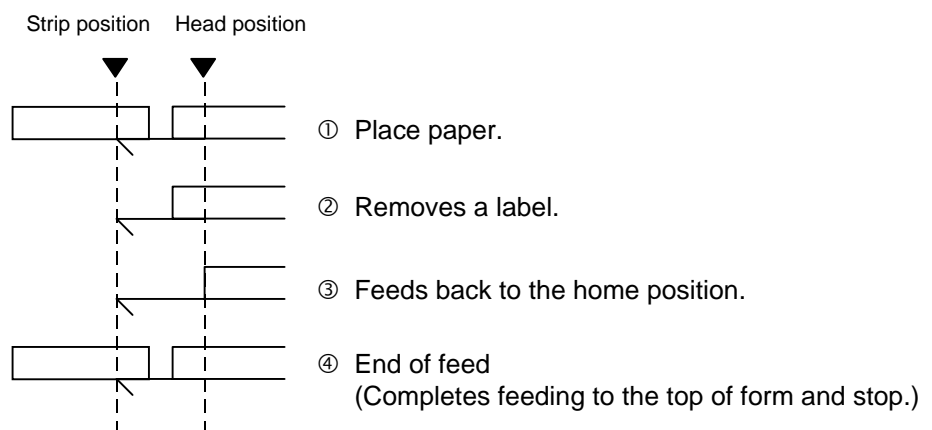 Strip position Head position
① Place paper.
② Removes a label.
③ Feeds back to the home position.
④ End of feed
(Completes feeding to the top of form and stop.)